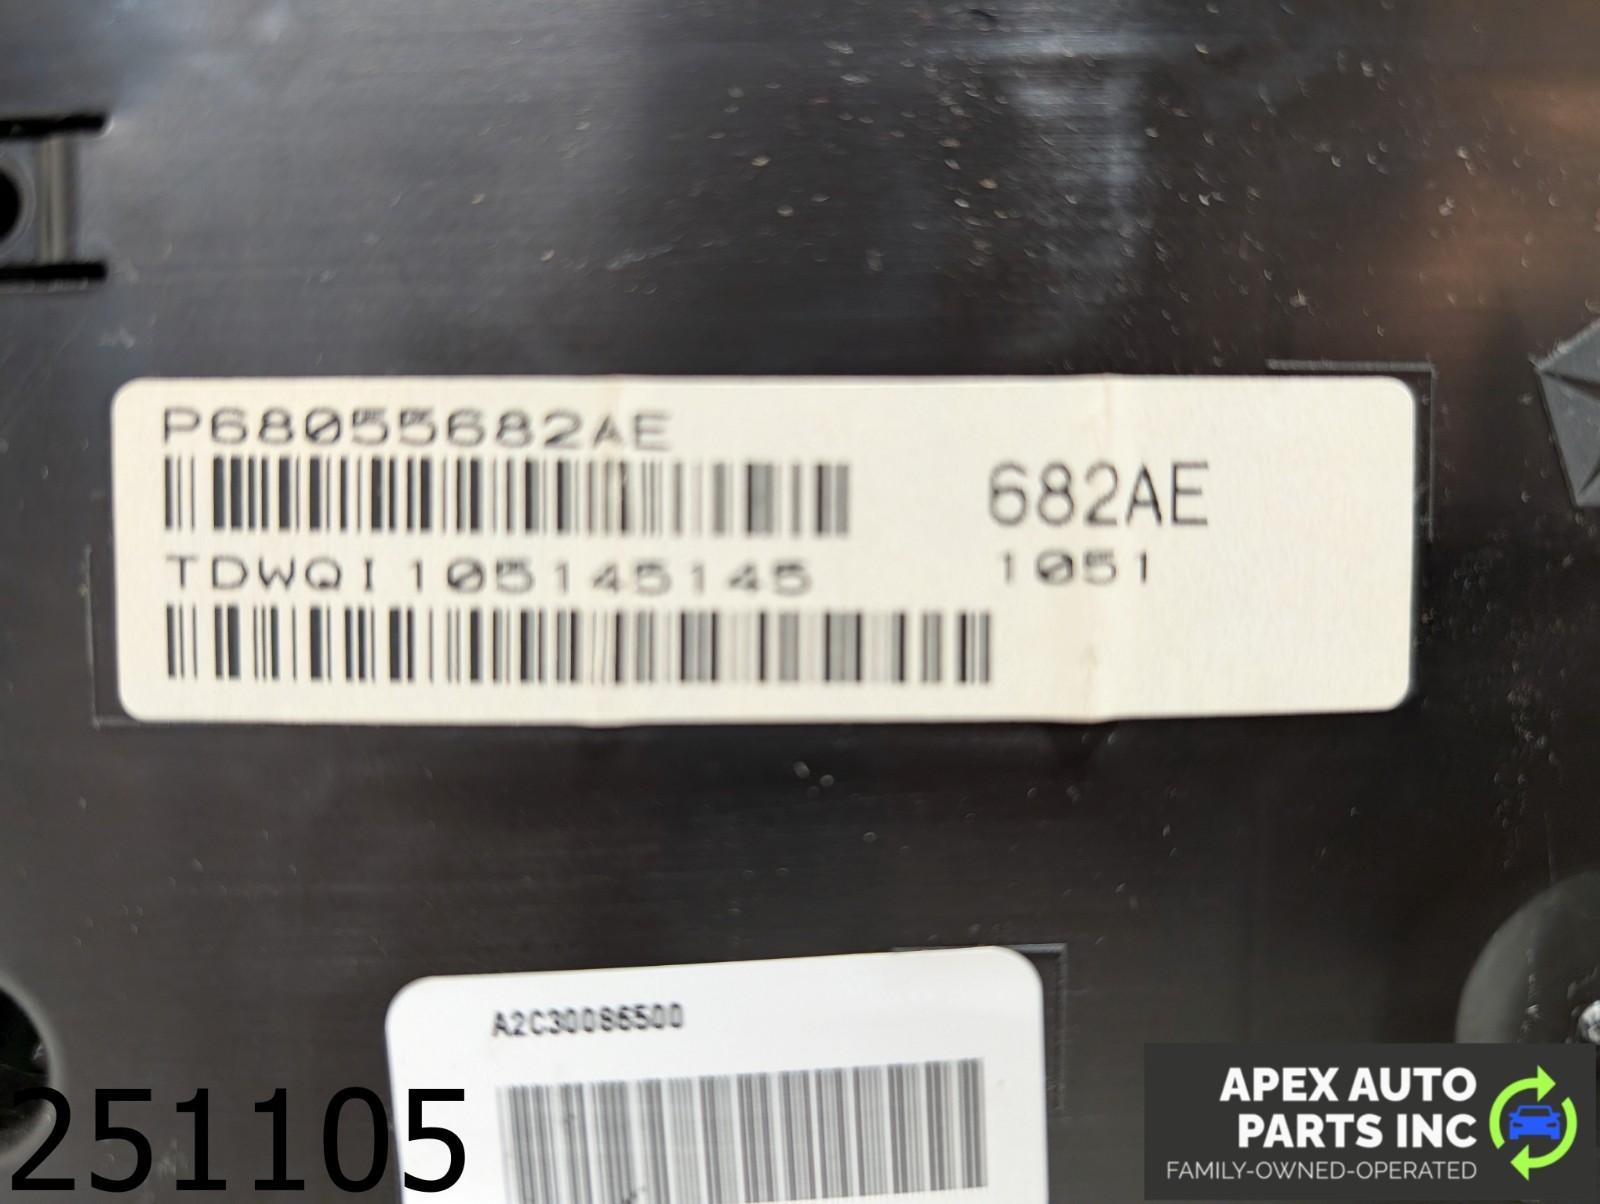 P68055682AE
682AE
TDWQI105145145
1051
A2C30086500
251105
APEX AUTO
PARTS INC
FAMILY-OWNED-OPERATED